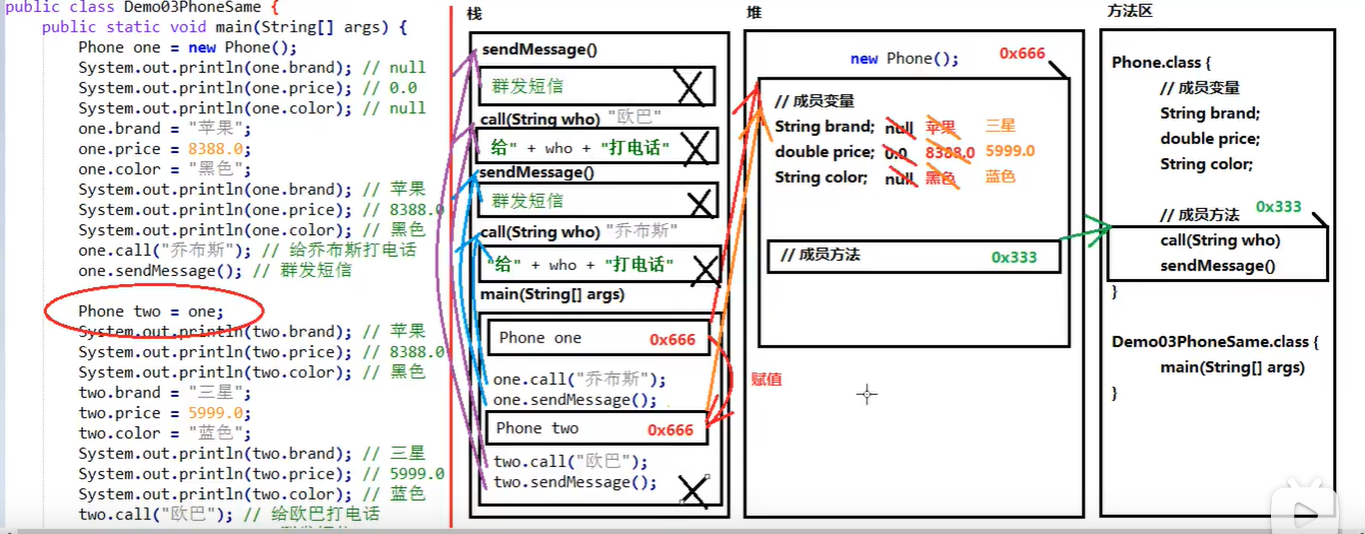 public class Demo03PhoneSame {
public static void main(String[] args) {
Phone one = new Phone();
System.out.println(one.brand); // null
System.out.println(one.price); // 0.0
System.out.println(one.color); // null
one.brand = "苹果";
one.price = 8388.0;
one.color = "黑色";
System.out.println(one.brand); // 苹果
System.out.println(one.price); // 8388.0
System.out.println(one.color); // 黑色
one.call("乔布斯"); // 给乔布斯打电话
one.sendMessage(); // 群发短信
Phone two = one;
System.out.println(two.brand); // 苹果
System.out.println(two.price); // 8388.0
System.out.println(two.color); // 黑色
two.brand = "三星";
two.price = 5999.0;
two.color = "蓝色";
System.out.println(two.brand); // 三星
System.out.println(two.price); // 5999.0
System.out.println(two.color); // 蓝色
two.call("欧巴"); // 给欧巴打电话
栈
sendMessage()
群发短信
call(String who) "欧巴"
给" + who + "打电话"
sendMessage()
群发短信
call(String who) "乔布斯"
"给" + who + "打电话"
main(String[] args)
Phone one 0x666
one.call("乔布斯");
one.sendMessage();
Phone two 0x666
two.call("欧巴");
two.sendMessage();
赋值
堆
new Phone(); 0x666
// 成员变量
String brand; null 苹果 三星
double price; 0.0 8388.0 5999.0
String color; null 黑色 蓝色
// 成员方法 0x333
方法区
Phone.class {
// 成员变量
String brand;
double price;
String color;
// 成员方法 0x333
call(String who)
sendMessage()
}
Demo03PhoneSame.class {
main(String[] args)
}